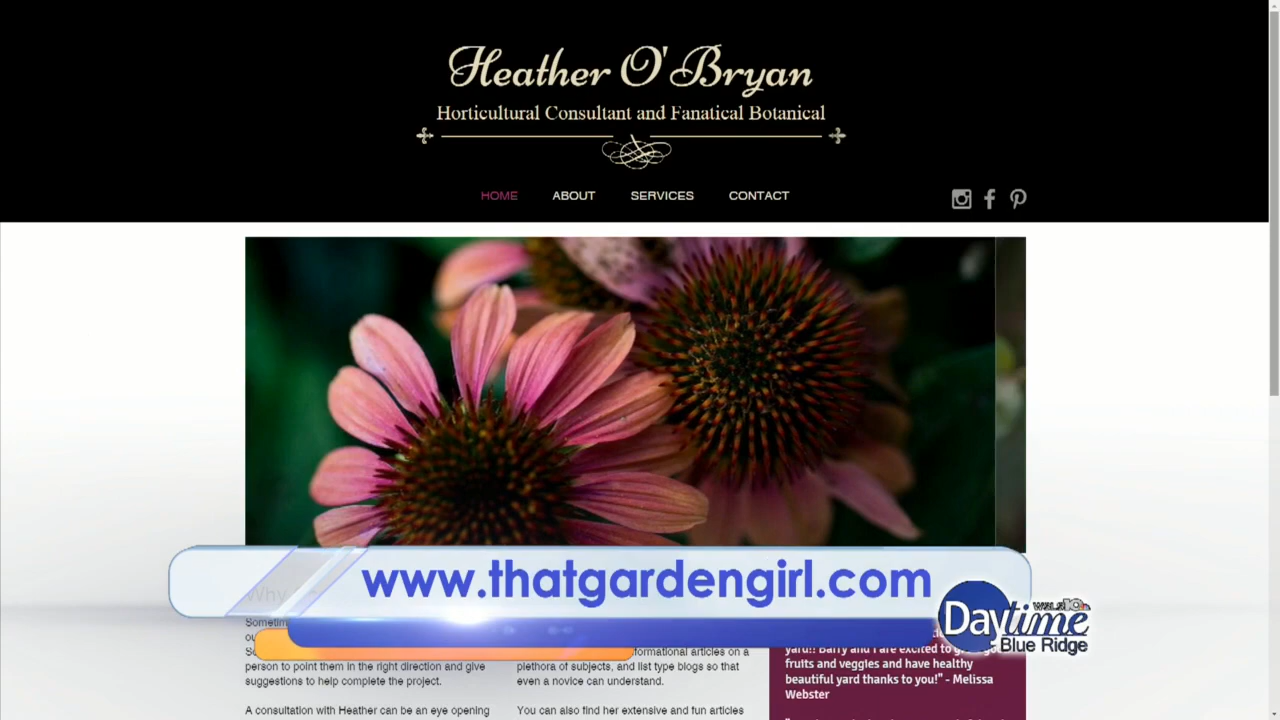 Heather O'Bryan
Horticultural Consultant and Fanatical Botanical
HOME ABOUT SERVICES CONTACT
www.thatgardengirl.com
Why
person to point them in the right direction and give
suggestions to help complete the project.
A consultation with Heather can be an eye opening
informational articles on a
plethora of subjects, and list type blogs so that
even a novice can understand.
You can also find her extensive and fun articles
yard!! Barry and I are excited to
fruits and veggies and have healthy
beautiful yard thanks to you!" - Melissa
Webster
WSLS 10
Daytime
Blue Ridge